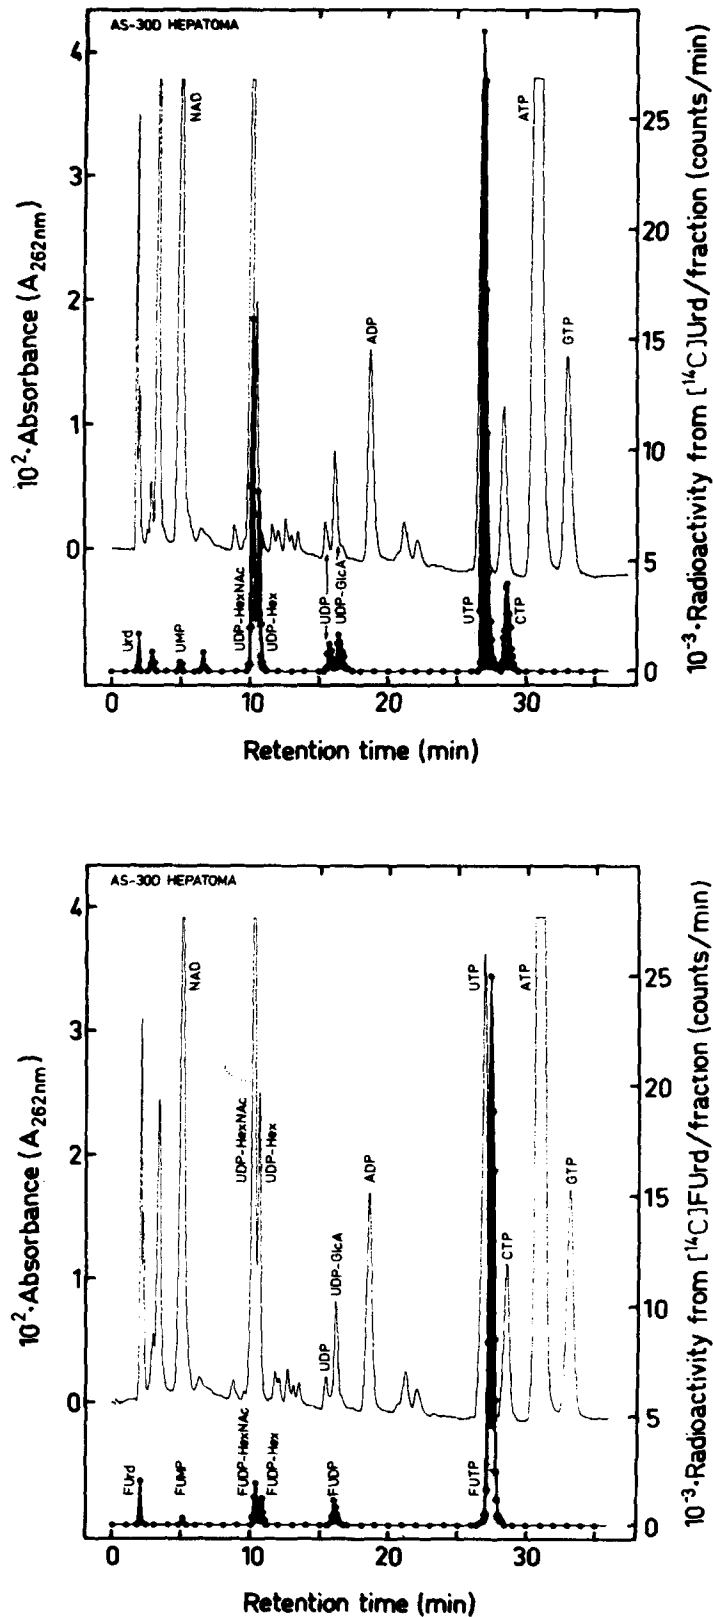 AS-30D HEPATOMA
4
3
2
1
0
10²·Absorbance (A262nm)
25
20
15
10
5
0
10⁻³·Radioactivity from [¹⁴C]Urd/fraction (counts/min)
NAD
ATP
ADP
GTP
Urd
UMP
UDP-HexNAc
UDP-Hex
UDP
UDP-GlcA
UTP
CTP
0
10
20
30
Retention time (min)
AS-30D HEPATOMA
4
3
2
1
0
10²·Absorbance (A262nm)
25
20
15
10
5
0
10⁻³·Radioactivity from [¹⁴C]FUrd/fraction (counts/min)
NAD
UTP
ATP
UDP-HexNAc
UDP-Hex
ADP
GTP
UDP
UDP-GlcA
CTP
FUrd
FUMP
FUDP-HexNAc
FUDP-Hex
FUDP
FUTP
0
10
20
30
Retention time (min)